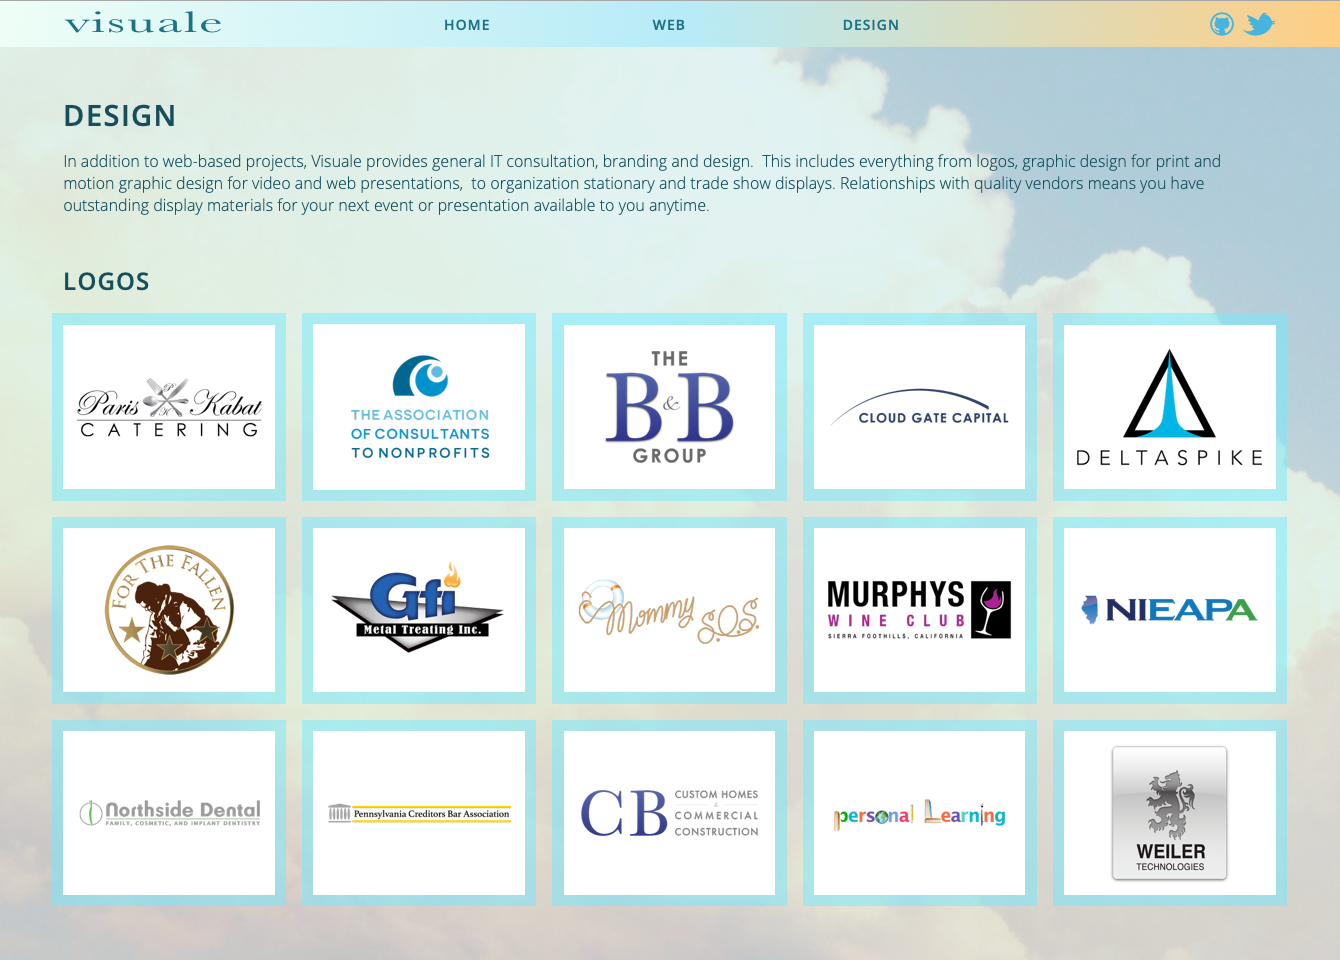 visuale
HOME
WEB
DESIGN
DESIGN
In addition to web-based projects, Visuale provides general IT consultation, branding and design.  This includes everything from logos, graphic design for print and
motion graphic design for video and web presentations,  to organization stationary and trade show displays. Relationships with quality vendors means you have
outstanding display materials for your next event or presentation available to you anytime.
LOGOS
Paris PK Kabat
CATERING
THE ASSOCIATION
OF CONSULTANTS
TO NONPROFITS
THE
B&B
GROUP
CLOUD GATE CAPITAL
DELTASPIKE
FOR THE FALLEN
Gfi
Metal Treating Inc.
Mommy S.O.S.
MURPHYS
WINE CLUB
SIERRA FOOTHILLS, CALIFORNIA
NIEAPA
Northside Dental
FAMILY, COSMETIC, AND IMPLANT DENTISTRY
Pennsylvania Creditors Bar Association
CB
CUSTOM HOMES
&
COMMERCIAL
CONSTRUCTION
personal Learning
WEILER
TECHNOLOGIES